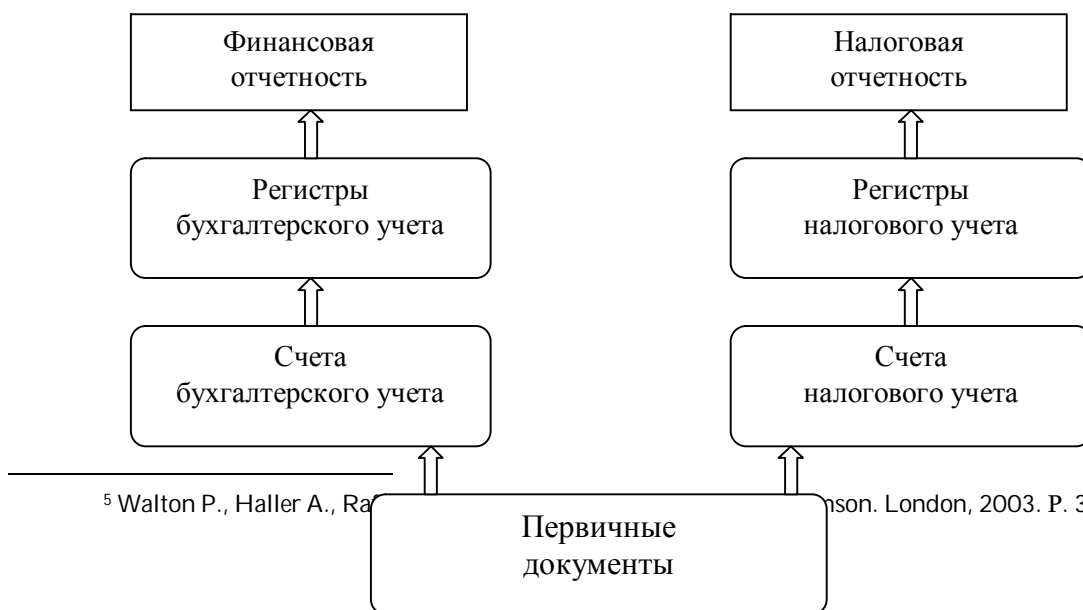 Финансовая
отчетность
Налоговая
отчетность
Регистры
бухгалтерского учета
Регистры
налогового учета
Счета
бухгалтерского учета
Счета
налогового учета
5 Walton P., Haller A., nson. London, 2003. P. 3
Первичные
документы